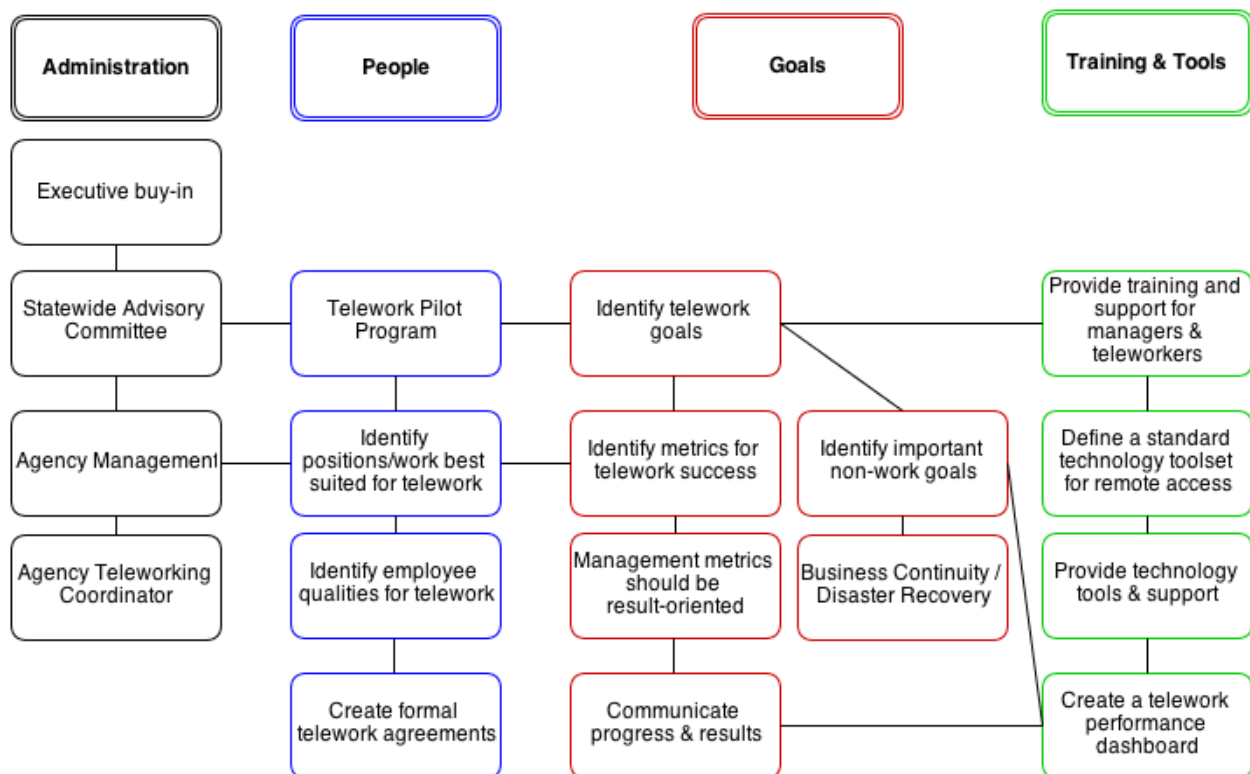 Administration
People
Goals
Training & Tools
Executive buy-in
Statewide Advisory
Committee
Telework Pilot
Program
Identify telework
goals
Provide training and
support for
managers &
teleworkers
Agency Management
Identify
positions/work best
suited for telework
Identify metrics for
telework success
Identify important
non-work goals
Define a standard
technology toolset
for remote access
Agency Teleworking
Coordinator
Identify employee
qualities for telework
Management metrics
should be
result-oriented
Business Continuity /
Disaster Recovery
Provide technology
tools & support
Create formal
telework agreements
Communicate
progress & results
Create a telework
performance
dashboard